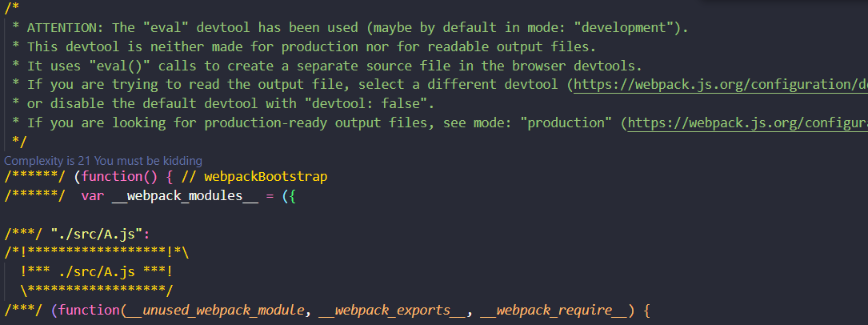 /*
 * ATTENTION: The "eval" devtool has been used (maybe by default in mode: "development").
 * This devtool is neither made for production nor for readable output files.
 * It uses "eval()" calls to create a separate source file in the browser devtools.
 * If you are trying to read the output file, select a different devtool (https://webpack.js.org/configuration/d
 * or disable the default devtool with "devtool: false".
 * If you are looking for production-ready output files, see mode: "production" (https://webpack.js.org/configur
 */
Complexity is 21 You must be kidding
/******/ (function() { // webpackBootstrap
/******/ 	var __webpack_modules__ = ({

/***/ "./src/A.js":
/*!******************!*\
  !*** ./src/A.js ***!
  \******************/
/***/ (function(__unused_webpack_module, __webpack_exports__, __webpack_require__) {